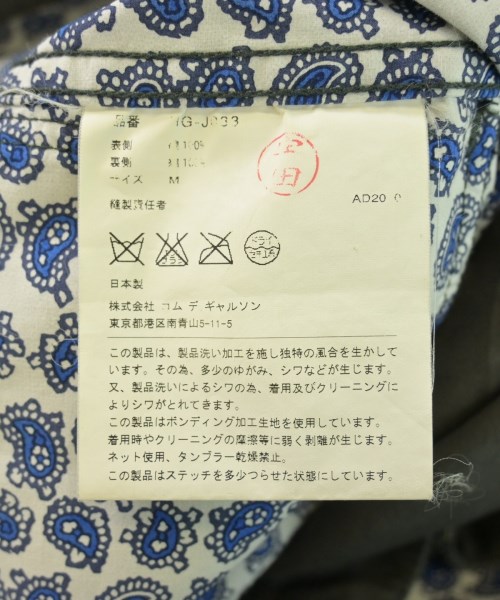 品番 IG-J033
表側
裏側
サイズ M
縫製責任者 AD20 0
田
ドライ
日本製
株式会社 コム デ ギャルソン
東京都港区南青山5-11-5
この製品は、製品洗い加工を施し独特の風合を生かして
います。その為、多少のゆがみ、シワなどが生じます。
又、製品洗いによるシワの為、着用及びクリーニングに
よりシワがとれてきます。
この製品はボンディング加工生地を使用しています。
着用時やクリーニングの摩擦等に弱く剥離が生じます。
ネット使用、タンブラー乾燥禁止。
この製品はステッチを多少つらせた状態にしています。